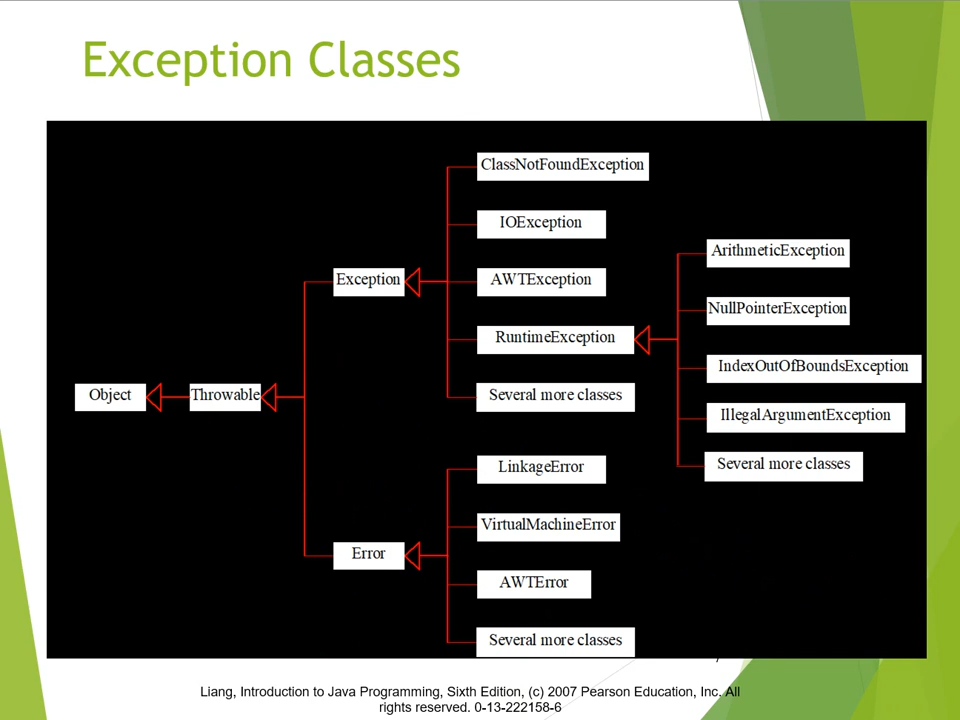 Exception Classes
ClassNotFoundException
IOException
ArithmeticException
Exception
AWTException
NullPointerException
RuntimeException
IndexOutOfBoundsException
Object
Throwable
Several more classes
IllegalArgumentException
LinkageError
Several more classes
VirtualMachineError
Error
AWTError
Several more classes
Liang, Introduction to Java Programming, Sixth Edition, (c) 2007 Pearson Education, Inc. All
rights reserved. 0-13-222158-6